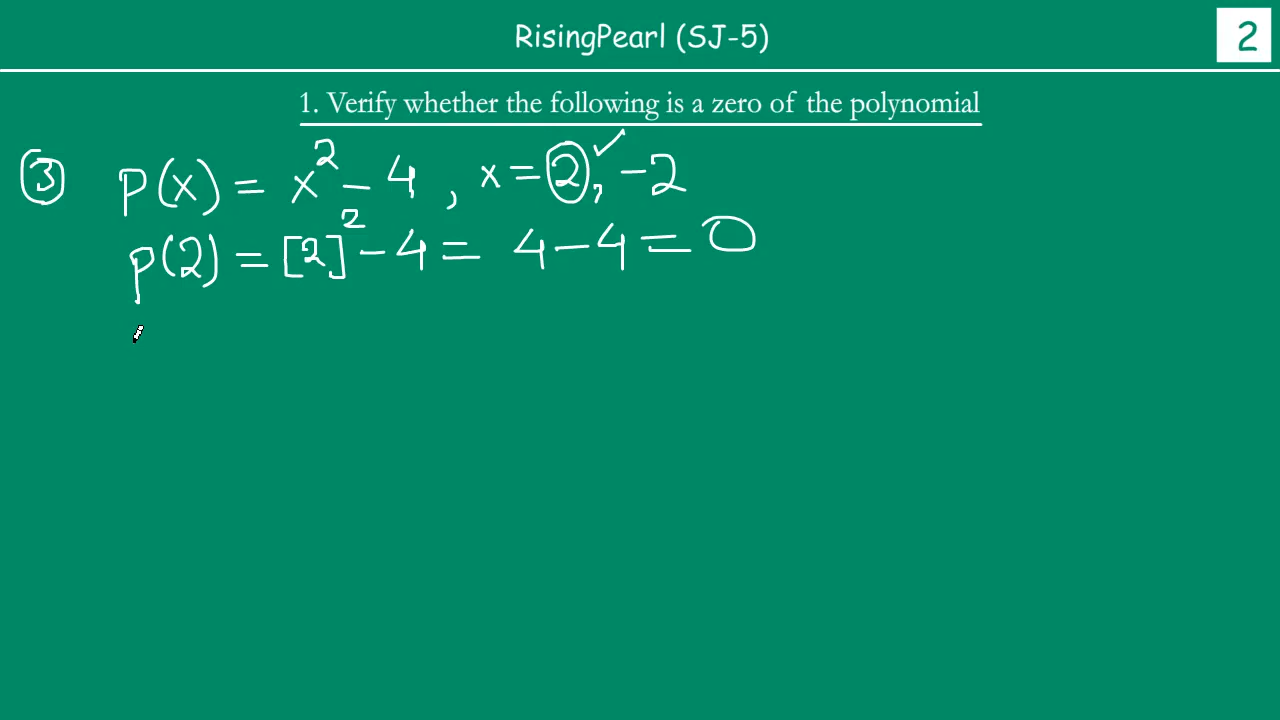 RisingPearl (SJ-5)
2
1. Verify whether the following is a zero of the polynomial
③ p(x) = x² - 4, x = 2, ✓ -2
p(2) = [2]² - 4 = 4 - 4 = 0